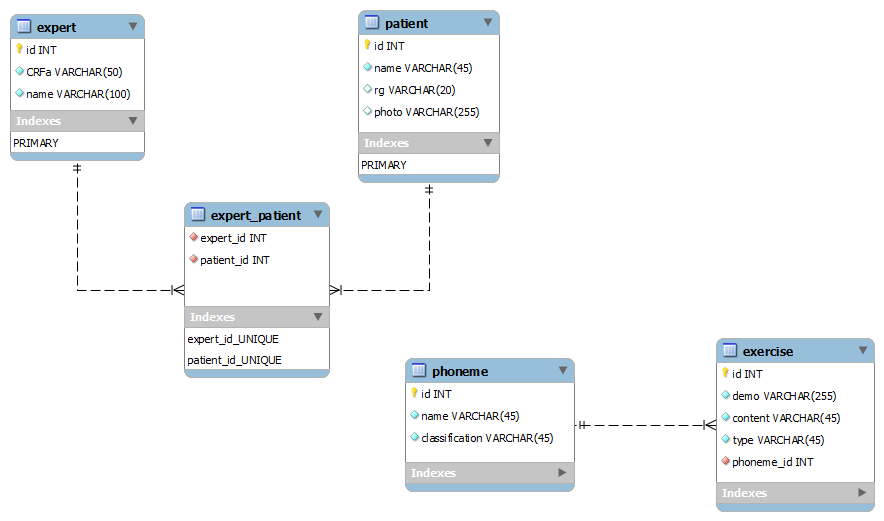 expert
id INT
CRFa VARCHAR(50)
name VARCHAR(100)
Indexes
PRIMARY
patient
id INT
name VARCHAR(45)
rg VARCHAR(20)
photo VARCHAR(255)
Indexes
PRIMARY
expert_patient
expert_id INT
patient_id INT
Indexes
expert_id_UNIQUE
patient_id_UNIQUE
phoneme
id INT
name VARCHAR(45)
classification VARCHAR(45)
Indexes
exercise
id INT
demo VARCHAR(255)
content VARCHAR(45)
type VARCHAR(45)
phoneme_id INT
Indexes